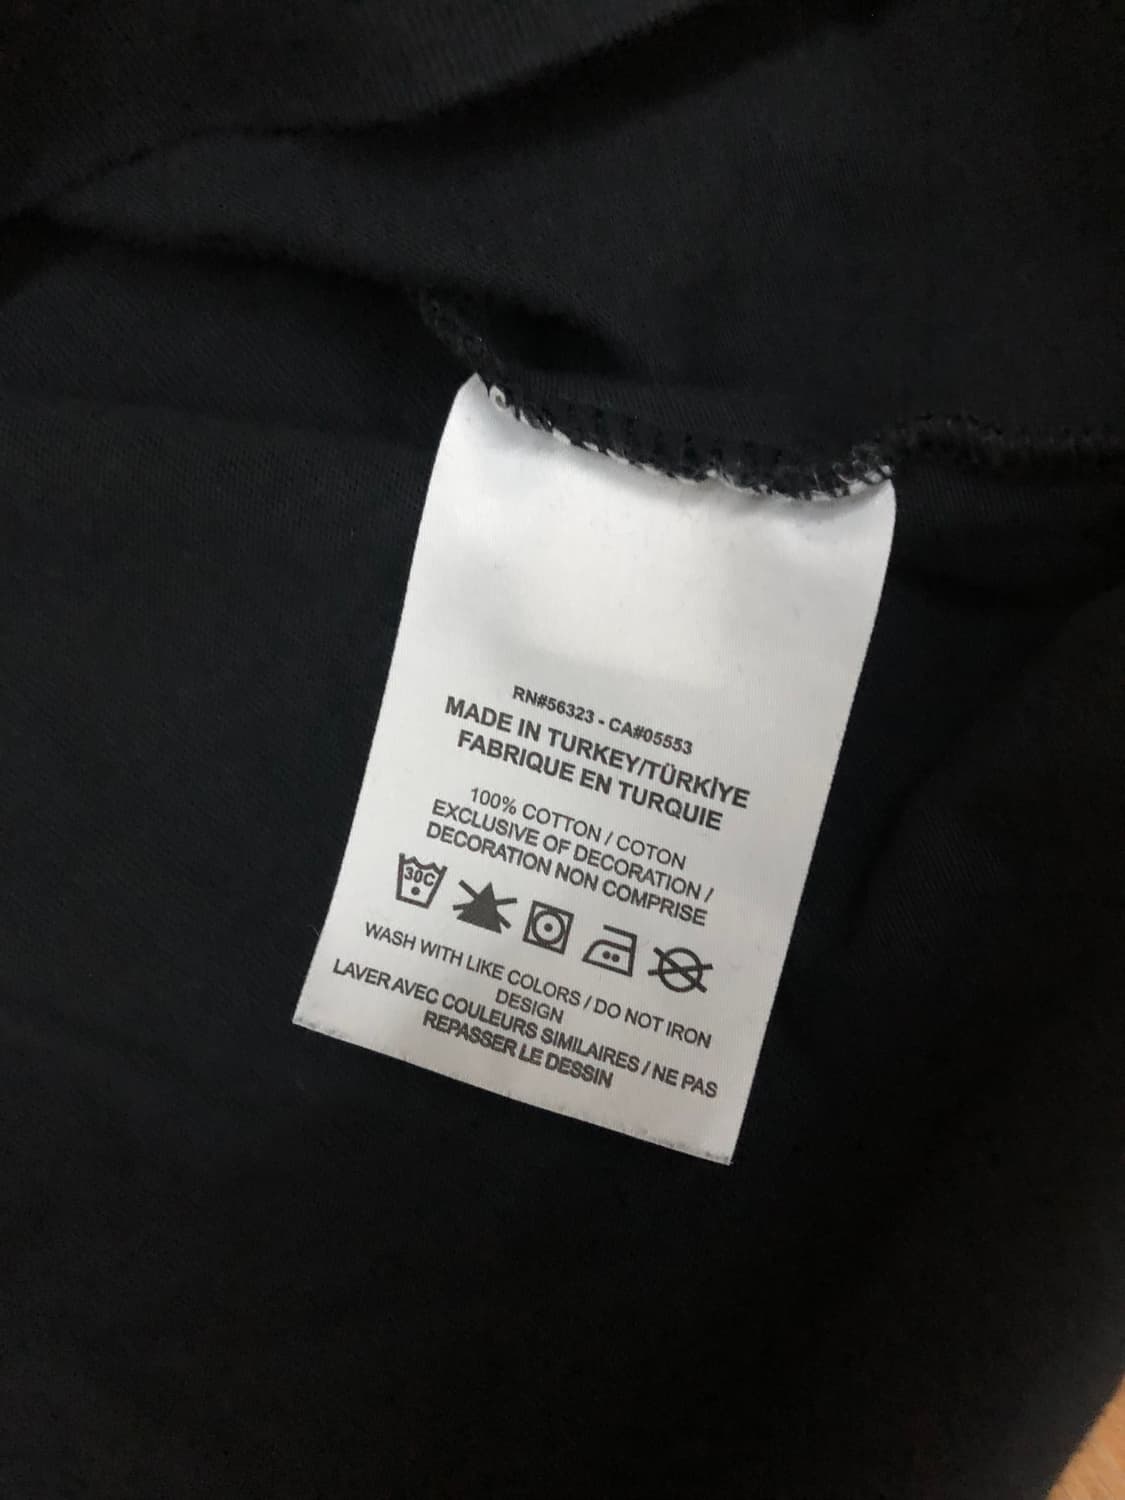 RN#56323 - CA#05553
MADE IN TURKEY/TÜRKİYE
FABRIQUE EN TURQUIE
100% COTTON / COTON
EXCLUSIVE OF DECORATION /
DECORATION NON COMPRISE
30C
WASH WITH LIKE COLORS / DO NOT IRON
DESIGN
LAVER AVEC COULEURS SIMILAIRES / NE PAS
REPASSER LE DESSIN